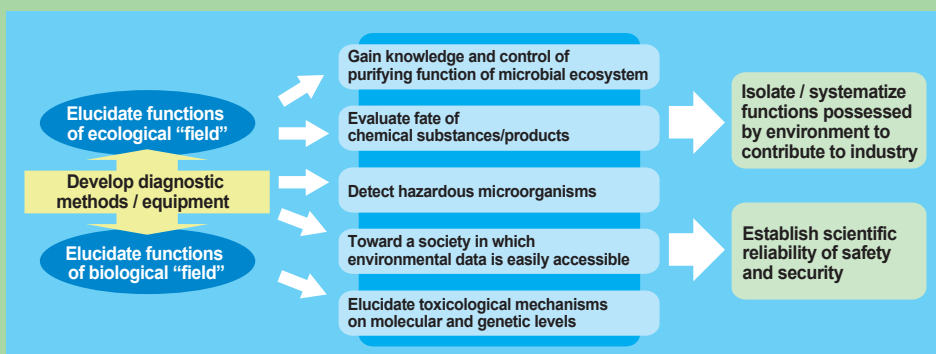 Elucidate functions
of ecological “field”
Develop diagnostic
methods / equipment
Elucidate functions
of biological “field”
Gain knowledge and control of
purifying function of microbial ecosystem
Evaluate fate of
chemical substances/products
Detect hazardous microorganisms
Toward a society in which
environmental data is easily accessible
Elucidate toxicological mechanisms
on molecular and genetic levels
Isolate / systematize
functions possessed
by environment to
contribute to industry
Establish scientific
reliability of safety
and security